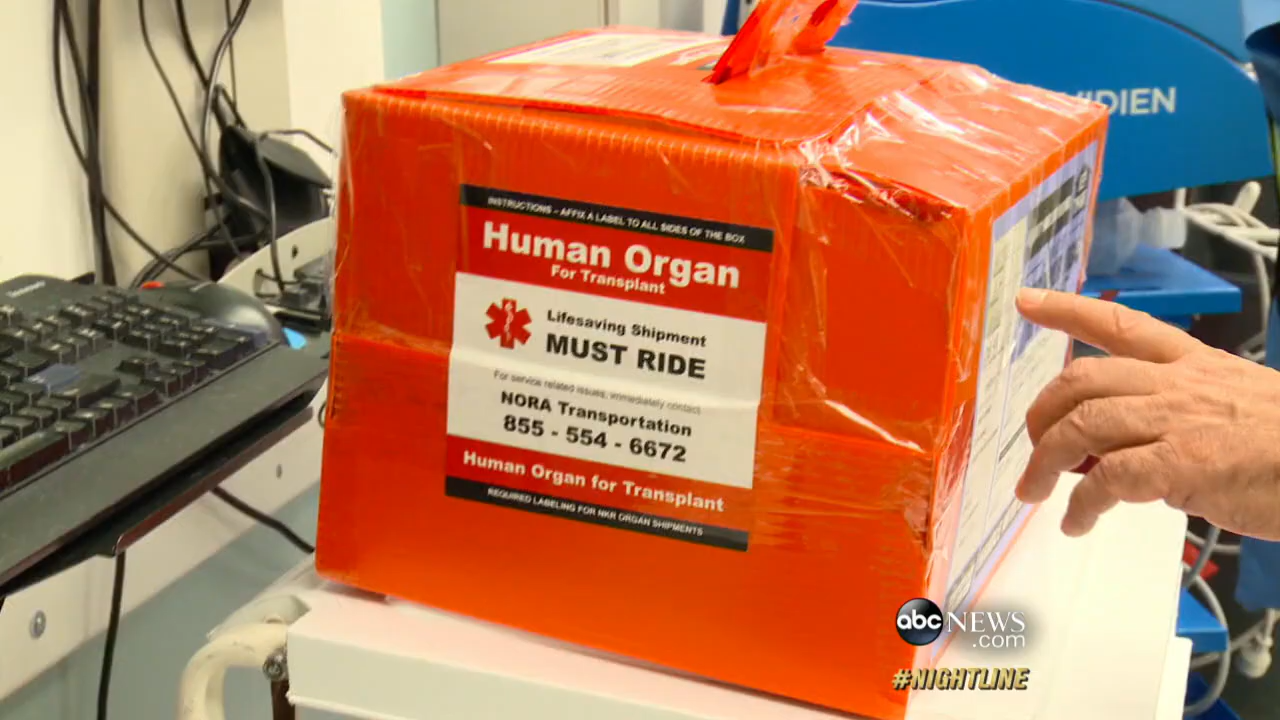 VIDIEN
INSTRUCTIONS - AFFIX A LABEL TO ALL SIDES OF THE BOX
Human Organ
For Transplant
Lifesaving Shipment
MUST RIDE
For service related issues, immediately contact
NORA Transportation
855 - 554 - 6672
Human Organ for Transplant
REQUIRED LABELING FOR NKR ORGAN SHIPMENTS
abc NEWS
.com
#NIGHTLINE